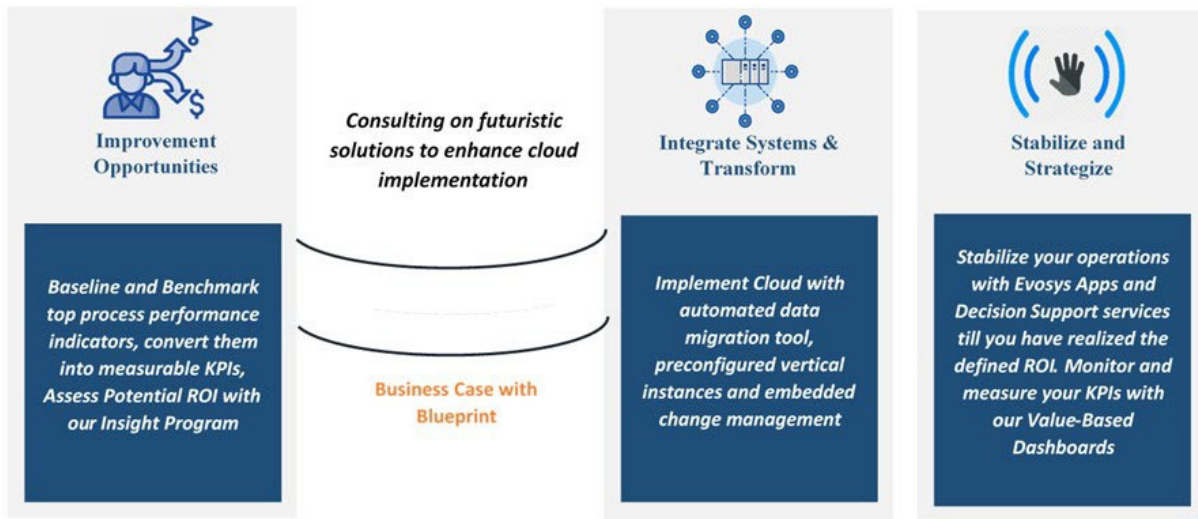 Improvement
Opportunities
Baseline and Benchmark
top process performance
indicators, convert them
into measurable KPIs,
Assess Potential ROI with
our Insight Program
Consulting on futuristic
solutions to enhance cloud
implementation
Business Case with
Blueprint
Integrate Systems &
Transform
Implement Cloud with
automated data
migration tool,
preconfigured vertical
instances and embedded
change management
Stabilize and
Strategize
Stabilize your operations
with Evosys Apps and
Decision Support services
till you have realized the
defined ROI. Monitor and
measure your KPIs with
our Value-Based
Dashboards